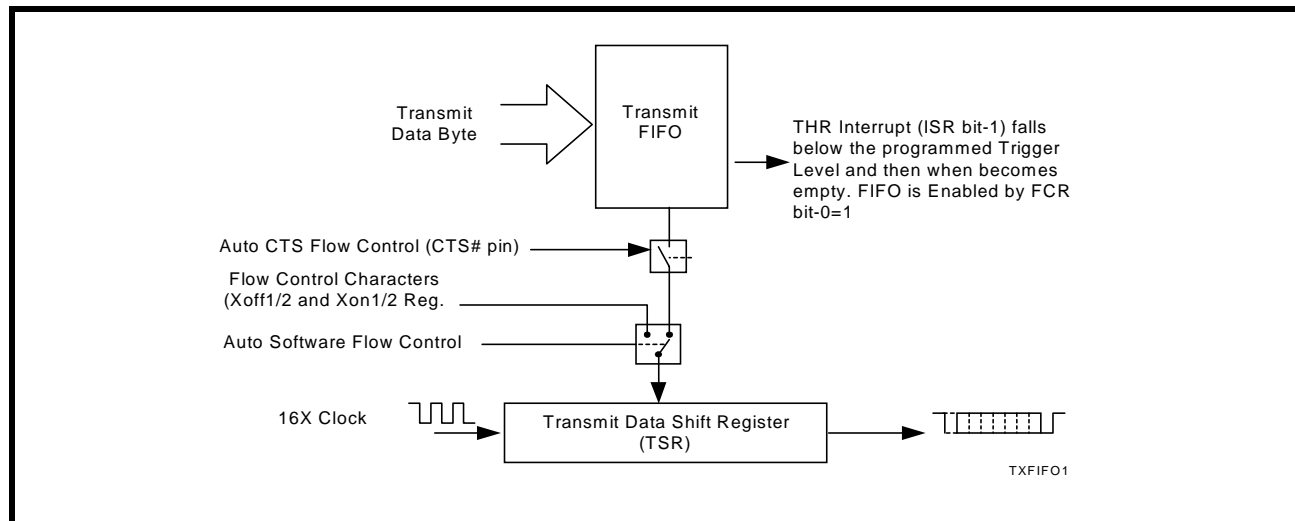 Transmit
Data Byte
Transmit
FIFO
THR Interrupt (ISR bit-1) falls
below the programmed Trigger
Level and then when becomes
empty. FIFO is Enabled by FCR
bit-0=1
Auto CTS Flow Control (CTS# pin)
Flow Control Characters
(Xoff1/2 and Xon1/2 Reg.
Auto Software Flow Control
16X Clock
Transmit Data Shift Register
(TSR)
TXFIFO1